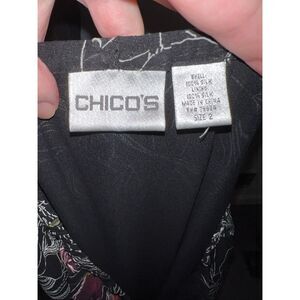 CHICO'S
SHELL
100% SILK
LINING
100% SILK
MADE IN CHINA
SIZE 2